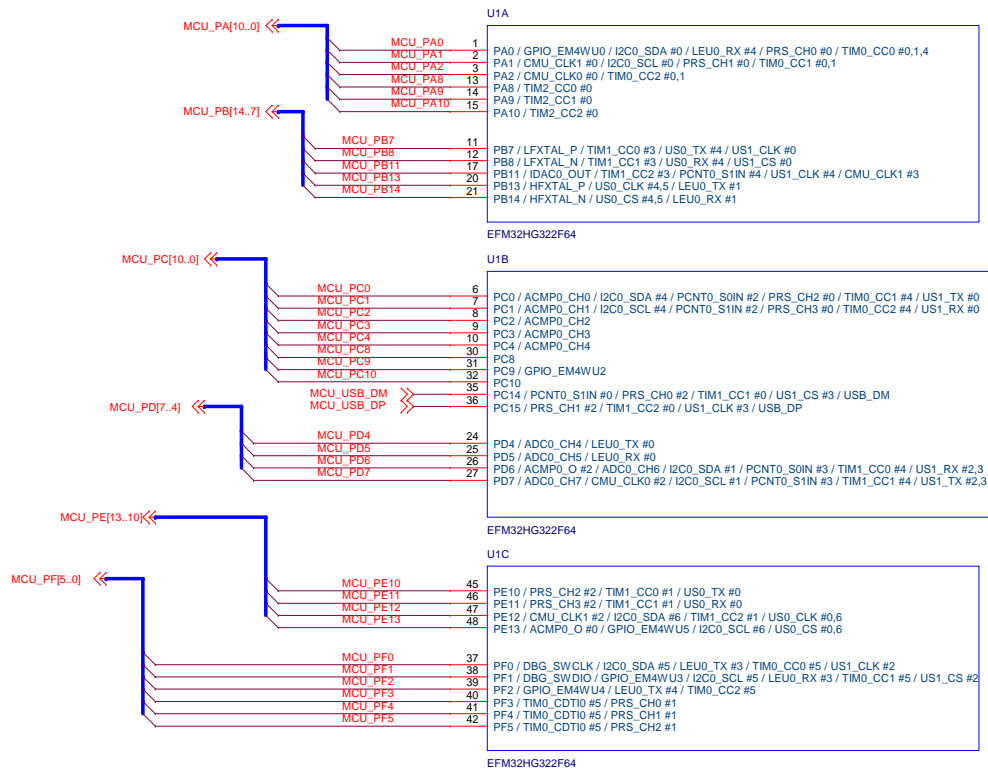 U1A
MCU_PA[10..0]
MCU_PA0 1 PA0 / GPIO_EM4WU0 / I2C0_SDA #0 / LEU0_RX #4 / PRS_CH0 #0 / TIM0_CC0 #0,1,4
MCU_PA1 2 PA1 / CMU_CLK1 #0 / I2C0_SCL #0 / PRS_CH1 #0 / TIM0_CC1 #0,1
MCU_PA2 3 PA2 / CMU_CLK0 #0 / TIM0_CC2 #0,1
MCU_PA8 13 PA8 / TIM2_CC0 #0
MCU_PA9 14 PA9 / TIM2_CC1 #0
MCU_PA10 15 PA10 / TIM2_CC2 #0
MCU_PB[14..7]
MCU_PB7 11 PB7 / LFXTAL_P / TIM1_CC0 #3 / US0_TX #4 / US1_CLK #0
MCU_PB8 12 PB8 / LFXTAL_N / TIM1_CC1 #3 / US0_RX #4 / US1_CS #0
MCU_PB11 17 PB11 / IDAC0_OUT / TIM1_CC2 #3 / PCNT0_S1IN #4 / US1_CLK #4 / CMU_CLK1 #3
MCU_PB13 20 PB13 / HFXTAL_P / US0_CLK #4,5 / LEU0_TX #1
MCU_PB14 21 PB14 / HFXTAL_N / US0_CS #4,5 / LEU0_RX #1
EFM32HG322F64
U1B
MCU_PC[10..0]
MCU_PC0 6 PC0 / ACMP0_CH0 / I2C0_SDA #4 / PCNT0_S0IN #2 / PRS_CH2 #0 / TIM0_CC1 #4 / US1_TX #0
MCU_PC1 7 PC1 / ACMP0_CH1 / I2C0_SCL #4 / PCNT0_S1IN #2 / PRS_CH3 #0 / TIM0_CC2 #4 / US1_RX #0
MCU_PC2 8 PC2 / ACMP0_CH2
MCU_PC3 9 PC3 / ACMP0_CH3
MCU_PC4 10 PC4 / ACMP0_CH4
MCU_PC8 30 PC8
MCU_PC9 31 PC9 / GPIO_EM4WU2
MCU_PC10 32 PC10
MCU_USB_DM 35 PC14 / PCNT0_S1IN #0 / PRS_CH0 #2 / TIM1_CC1 #0 / US1_CS #3 / USB_DM
MCU_USB_DP 36 PC15 / PRS_CH1 #2 / TIM1_CC2 #0 / US1_CLK #3 / USB_DP
MCU_PD[7..4]
MCU_PD4 24 PD4 / ADC0_CH4 / LEU0_TX #0
MCU_PD5 25 PD5 / ADC0_CH5 / LEU0_RX #0
MCU_PD6 26 PD6 / ACMP0_O #2 / ADC0_CH6 / I2C0_SDA #1 / PCNT0_S0IN #3 / TIM1_CC0 #4 / US1_RX #2,3
MCU_PD7 27 PD7 / ADC0_CH7 / CMU_CLK0 #2 / I2C0_SCL #1 / PCNT0_S1IN #3 / TIM1_CC1 #4 / US1_TX #2,3
EFM32HG322F64
U1C
MCU_PE[13..10]
MCU_PE10 45 PE10 / PRS_CH2 #2 / TIM1_CC0 #1 / US0_TX #0
MCU_PE11 46 PE11 / PRS_CH3 #2 / TIM1_CC1 #1 / US0_RX #0
MCU_PE12 47 PE12 / CMU_CLK1 #2 / I2C0_SDA #6 / TIM1_CC2 #1 / US0_CLK #0,6
MCU_PE13 48 PE13 / ACMP0_O #0 / GPIO_EM4WU5 / I2C0_SCL #6 / US0_CS #0,6
MCU_PF[5..0]
MCU_PF0 37 PF0 / DBG_SWCLK / I2C0_SDA #5 / LEU0_TX #3 / TIM0_CC0 #5 / US1_CLK #2
MCU_PF1 38 PF1 / DBG_SWDIO / GPIO_EM4WU3 / I2C0_SCL #5 / LEU0_RX #3 / TIM0_CC1 #5 / US1_CS #2
MCU_PF2 39 PF2 / GPIO_EM4WU4 / LEU0_TX #4 / TIM0_CC2 #5
MCU_PF3 40 PF3 / TIM0_CDTI0 #5 / PRS_CH0 #1
MCU_PF4 41 PF4 / TIM0_CDTI0 #5 / PRS_CH1 #1
MCU_PF5 42 PF5 / TIM0_CDTI0 #5 / PRS_CH2 #1
EFM32HG322F64